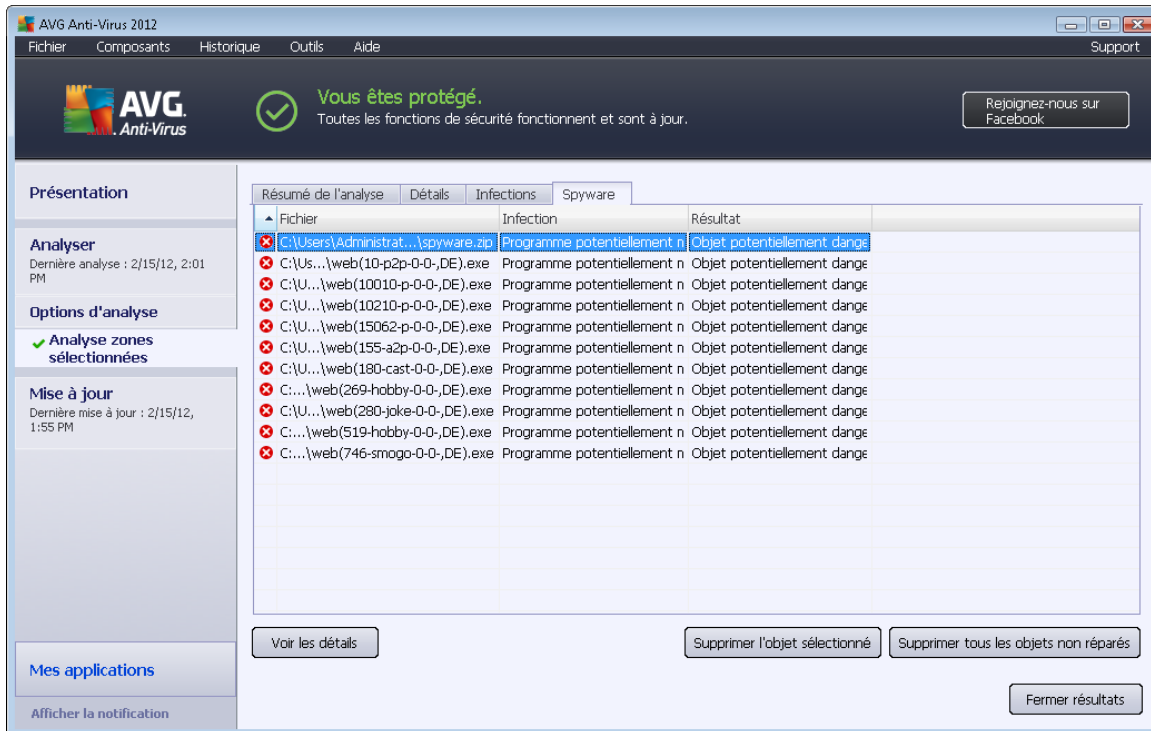 AVG Anti-Virus 2012
Fichier Composants Historique Outils Aide Support
AVG.
Anti-Virus
Vous êtes protégé.
Toutes les fonctions de sécurité fonctionnent et sont à jour.
Rejoignez-nous sur
Facebook
Présentation
Analyser
Dernière analyse : 2/15/12, 2:01
PM
Options d'analyse
Analyse zones
sélectionnées
Mise à jour
Dernière mise à jour : 2/15/12,
1:55 PM
Mes applications
Afficher la notification
Résumé de l'analyse Détails Infections Spyware
Fichier Infection Résultat
C:\Users\Administrat...\spyware.zip Programme potentiellement n Objet potentiellement dange
C:\Us...\web(10-p2p-0-0-,DE).exe Programme potentiellement n Objet potentiellement dange
C:\U...\web(10010-p-0-0-,DE).exe Programme potentiellement n Objet potentiellement dange
C:\U...\web(10210-p-0-0-,DE).exe Programme potentiellement n Objet potentiellement dange
C:\U...\web(15062-p-0-0-,DE).exe Programme potentiellement n Objet potentiellement dange
C:\U...\web(155-a2p-0-0-,DE).exe Programme potentiellement n Objet potentiellement dange
C:\U...\web(180-cast-0-0-,DE).exe Programme potentiellement n Objet potentiellement dange
C:...\web(269-hobby-0-0-,DE).exe Programme potentiellement n Objet potentiellement dange
C:\U...\web(280-joke-0-0-,DE).exe Programme potentiellement n Objet potentiellement dange
C:...\web(519-hobby-0-0-,DE).exe Programme potentiellement n Objet potentiellement dange
C:...\web(746-smogo-0-0-,DE).exe Programme potentiellement n Objet potentiellement dange
Voir les détails Supprimer l'objet sélectionné Supprimer tous les objets non réparés
Fermer résultats